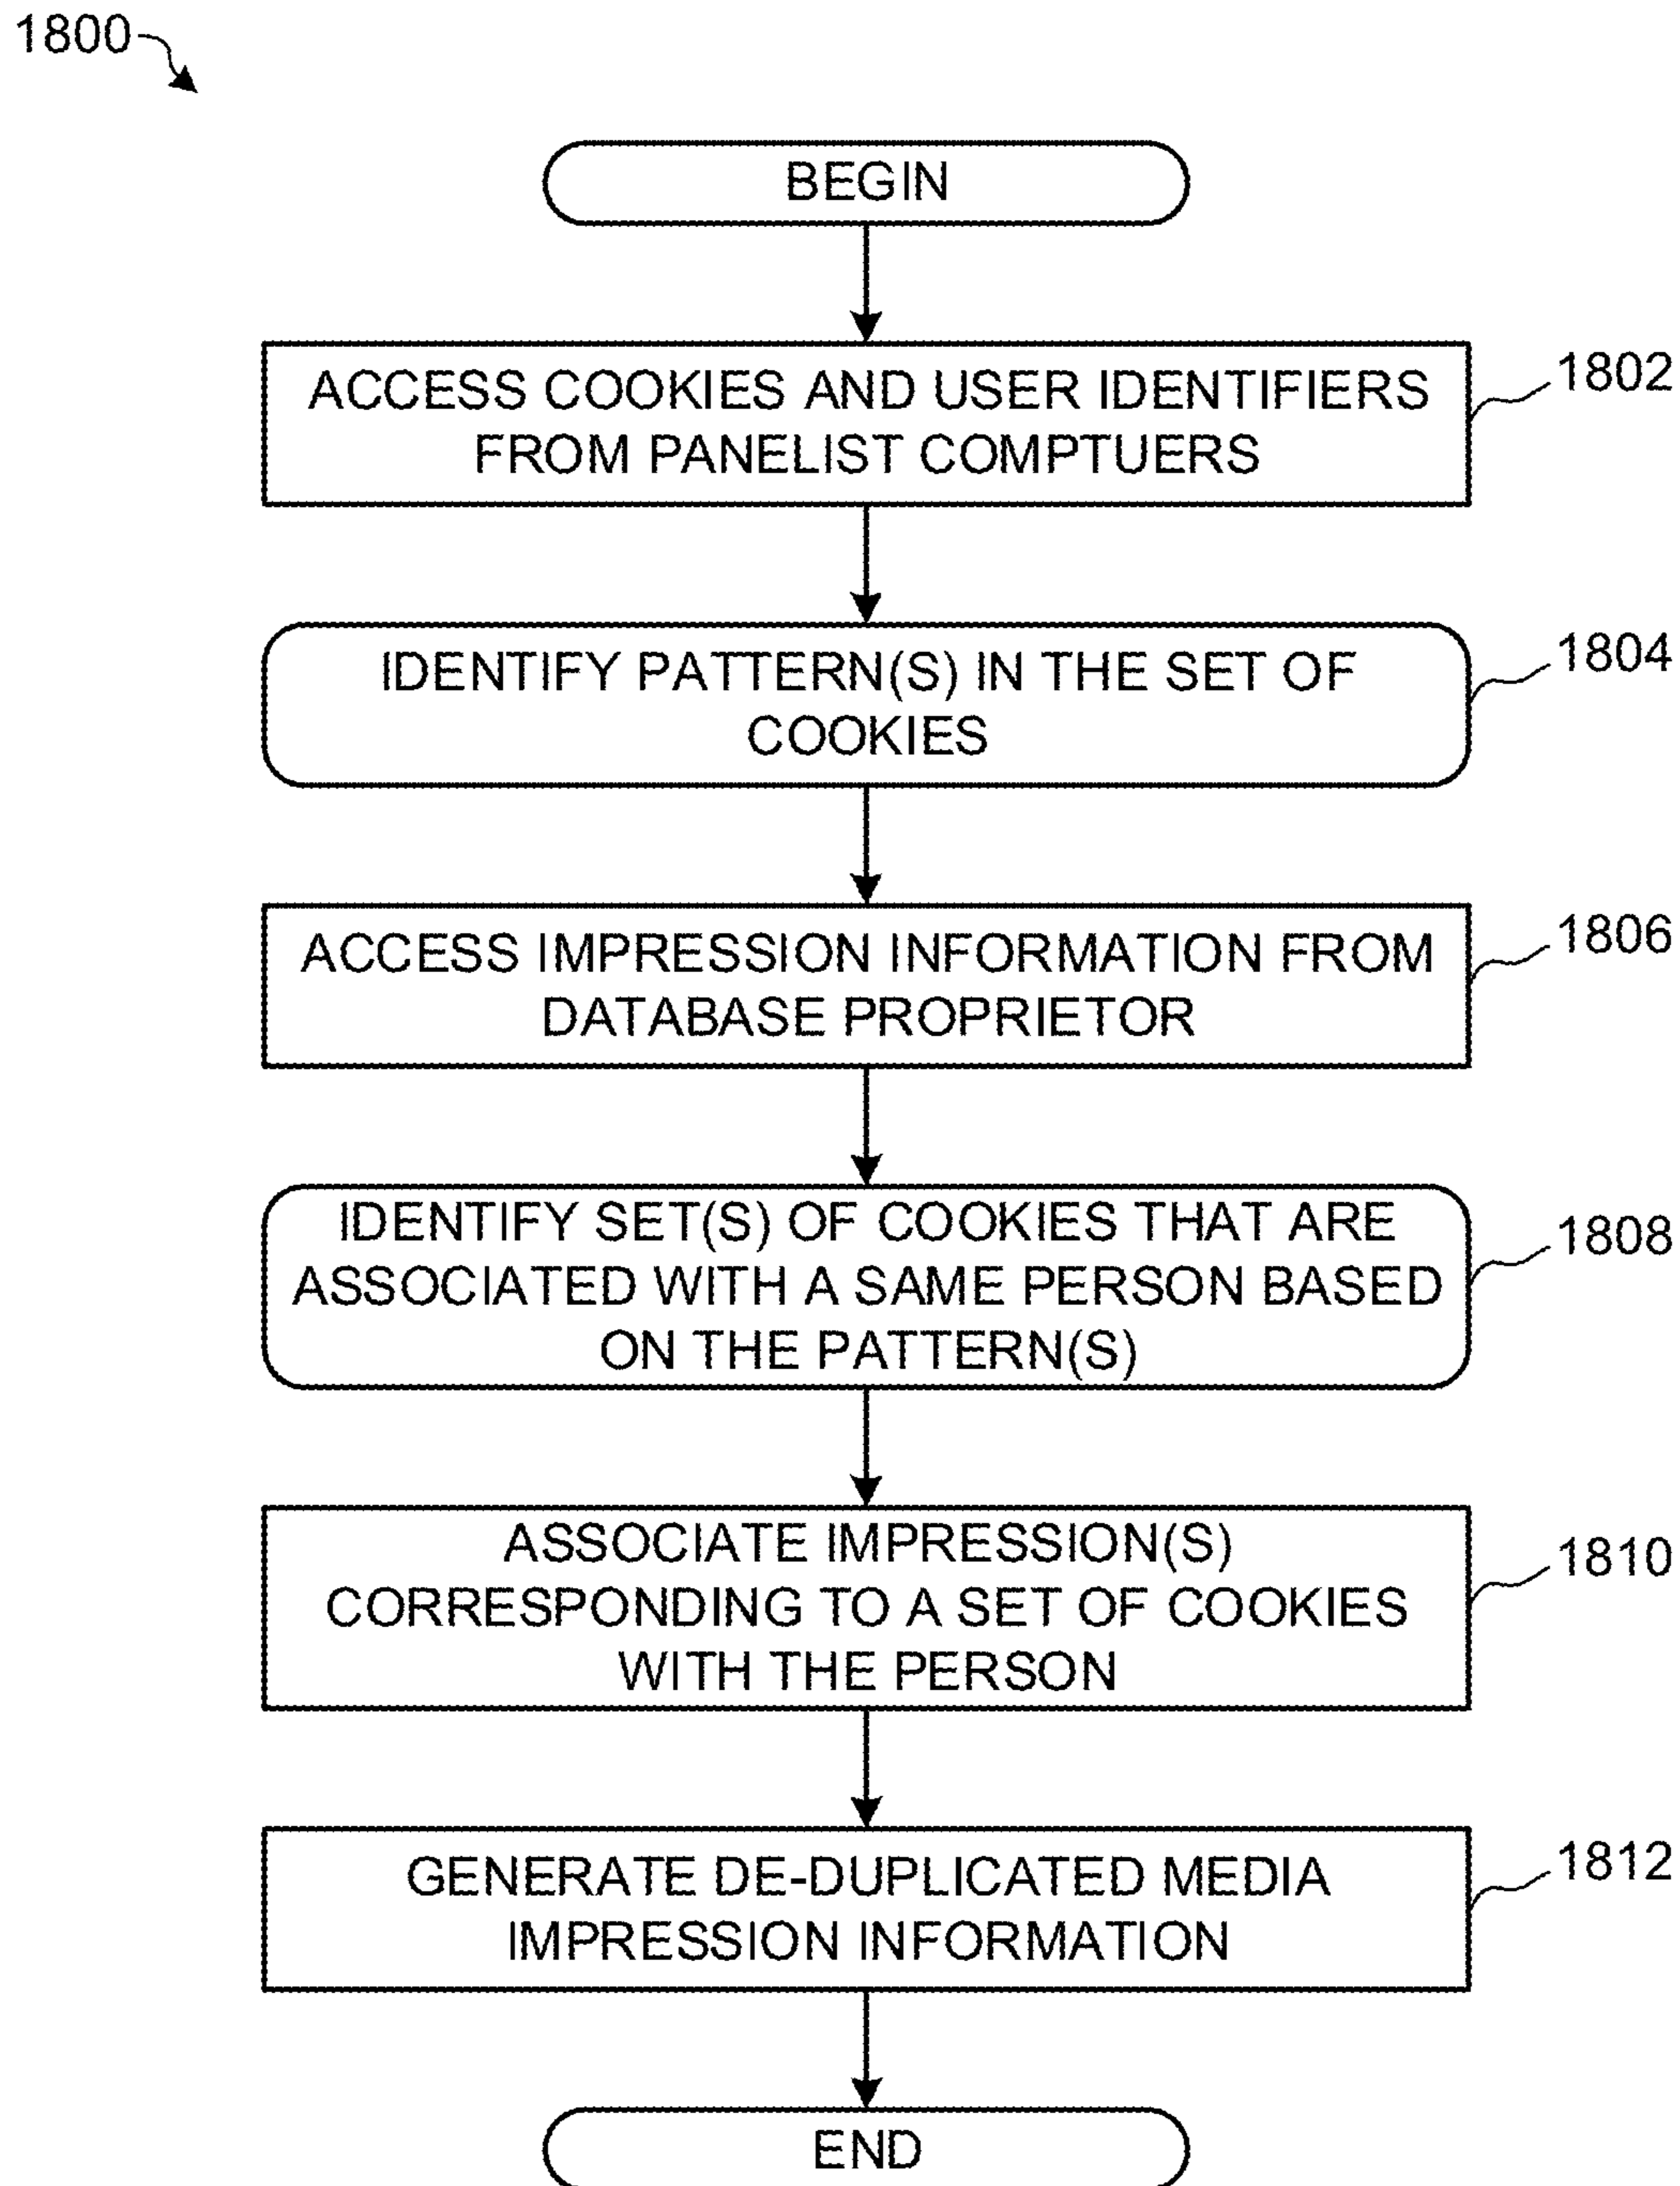 1800
BEGIN
ACCESS COOKIES AND USER IDENTIFIERS
FROM PANELIST COMPTUERS
1802
IDENTIFY PATTERN(S) IN THE SET OF
COOKIES
1804
ACCESS IMPRESSION INFORMATION FROM
DATABASE PROPRIETOR
1806
IDENTIFY SET(S) OF COOKIES THAT ARE
ASSOCIATED WITH A SAME PERSON BASED
ON THE PATTERN(S)
1808
ASSOCIATE IMPRESSION(S)
CORRESPONDING TO A SET OF COOKIES
WITH THE PERSON
1810
GENERATE DE-DUPLICATED MEDIA
IMPRESSION INFORMATION
1812
END